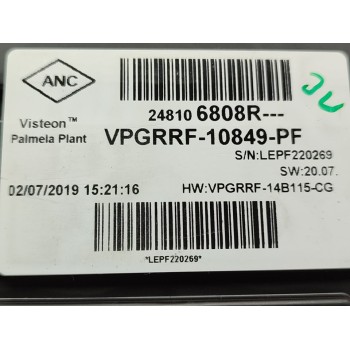 ANC
24810 6808R---
Visteon™
Palmela Plant
VPGRRF-10849-PF
S/N:LEPF220269
SW:20.07.
02/07/2019 15:21:16
HW:VPGRRF-14B115-CG
*LEPF220269*